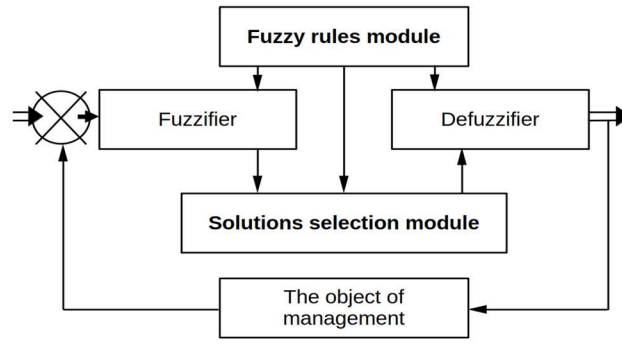 Fuzzy rules module
Fuzzifier
Defuzzifier
Solutions selection module
The object of
management